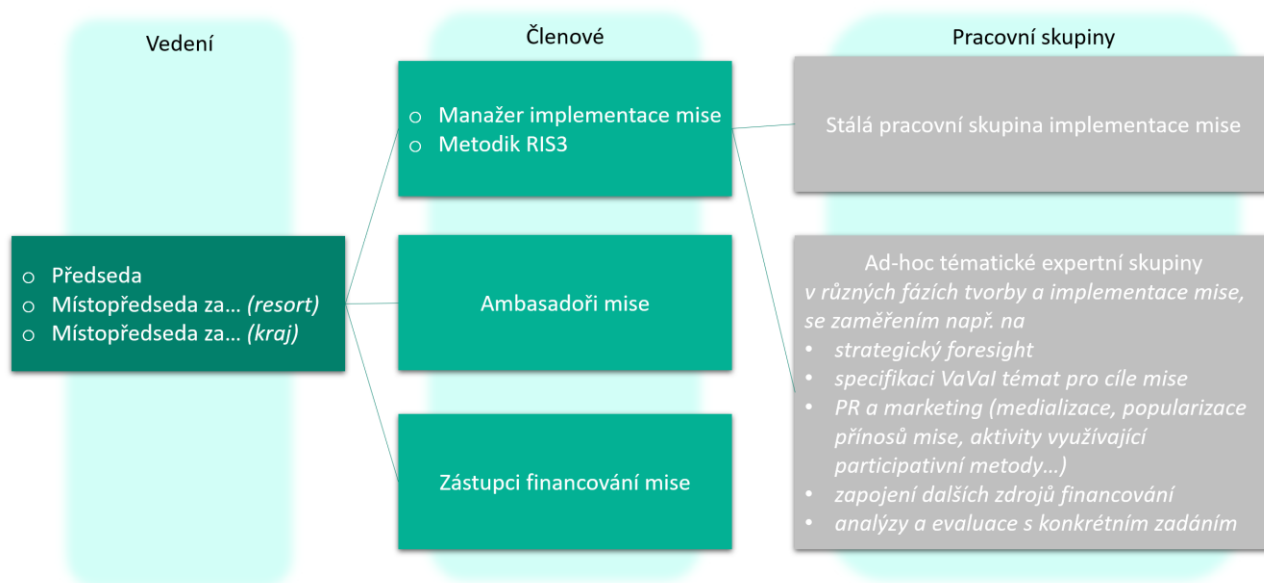 Vedení
○ Předseda
○ Místopředseda za... (resort)
○ Místopředseda za... (kraj)
Členové
○ Manažer implementace mise
○ Metodik RIS3
Ambasadoři mise
Zástupci financování mise
Pracovní skupiny
Stálá pracovní skupina implementace mise
Ad-hoc tématické expertní skupiny
v různých fázích tvorby a implementace mise,
se zaměřením např. na
• strategický foresight
• specifikaci VaVaI témat pro cíle mise
• PR a marketing (medializace, popularizace
přínosů mise, aktivity využívající
participativní metody...)
• zapojení dalších zdrojů financování
• analýzy a evaluace s konkrétním zadáním